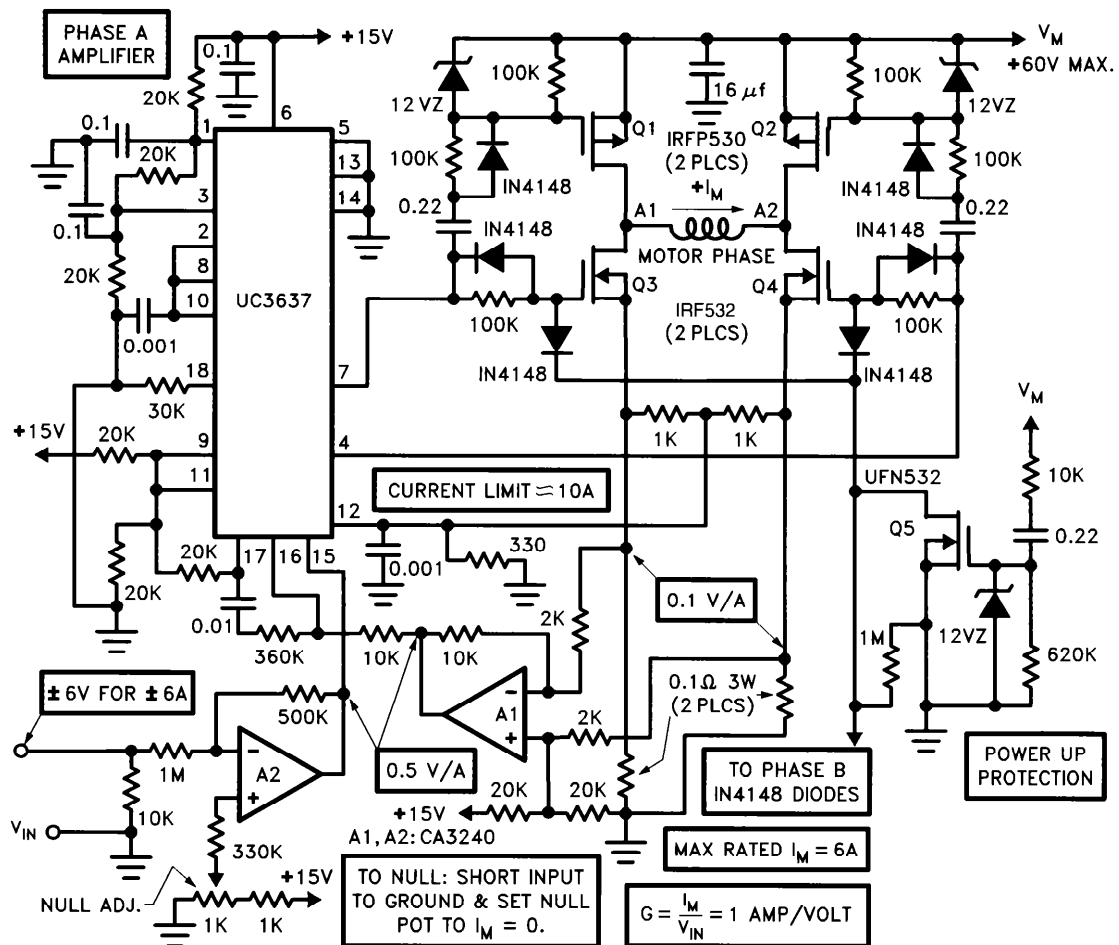 PHASE A
AMPLIFIER
0.1
+15V
20K
6
0.1
1
20K
3
0.1
2
20K
8
10
0.001
18
30K
+15V
20K
9
11
20K
20K
UC3637
5
13
14
7
4
12
17
16
15
V_M
+60V MAX.
12VZ
100K
16 μf
100K
12VZ
Q1
IRFP530
(2 PLCS)
Q2
100K
IN4148
0.22
IN4148
100K
+I_M
A1
A2
MOTOR PHASE
Q3
IRF532
(2 PLCS)
Q4
IN4148
100K
0.22
IN4148
100K
IN4148
IN4148
1K
1K
CURRENT LIMIT ≈ 10A
0.001
330
V_M
10K
UFN532
Q5
0.22
12VZ
1M
620K
POWER UP
PROTECTION
0.1 V/A
2K
0.01
360K
10K
10K
A1
−
+
2K
0.1Ω 3W
(2 PLCS)
±6V FOR ±6A
500K
1M
−
+
A2
0.5 V/A
10K
V_IN
330K
+15V
20K
20K
A1, A2: CA3240
NULL ADJ.
1K
1K
+15V
TO NULL: SHORT INPUT
TO GROUND & SET NULL
POT TO I_M = 0.
TO PHASE B
IN4148 DIODES
MAX RATED I_M = 6A
G = I_M / V_IN = 1 AMP/VOLT